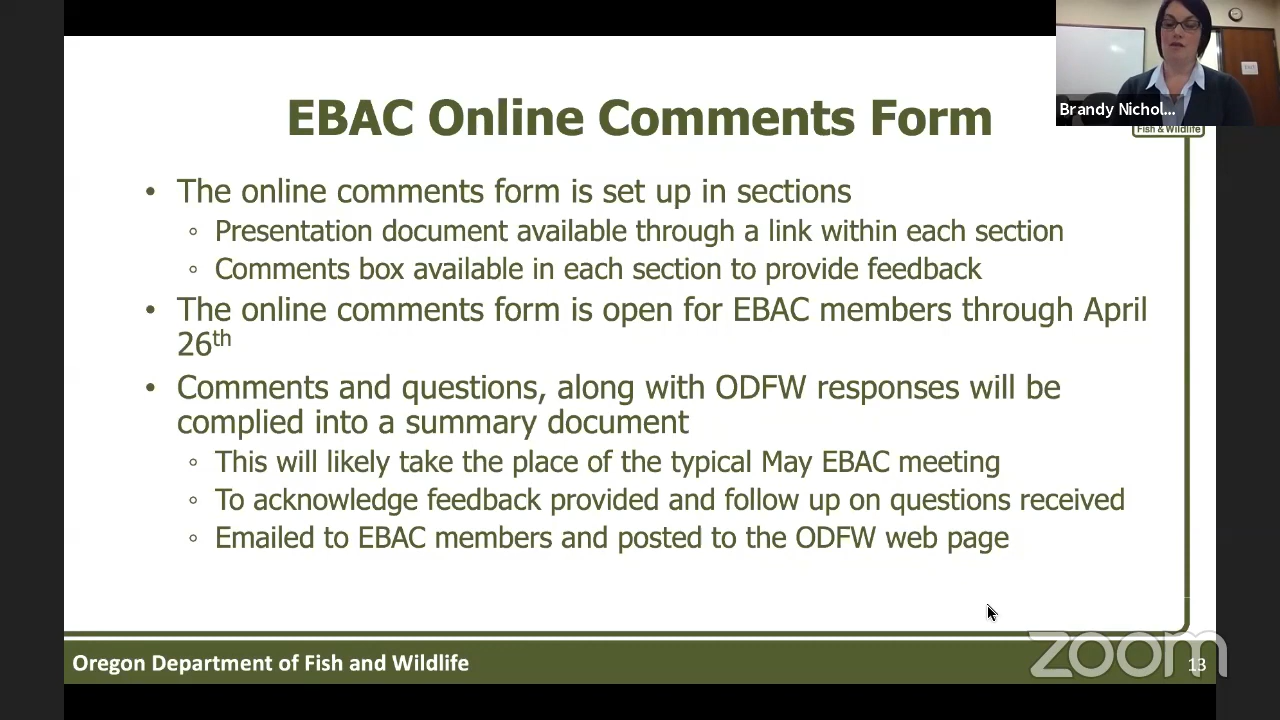 EBAC Online Comments Form
Brandy Nichol...
Fish & Wildlife
• The online comments form is set up in sections
◦ Presentation document available through a link within each section
◦ Comments box available in each section to provide feedback
• The online comments form is open for EBAC members through April
26th
• Comments and questions, along with ODFW responses will be
complied into a summary document
◦ This will likely take the place of the typical May EBAC meeting
◦ To acknowledge feedback provided and follow up on questions received
◦ Emailed to EBAC members and posted to the ODFW web page
Oregon Department of Fish and Wildlife
zoom
13